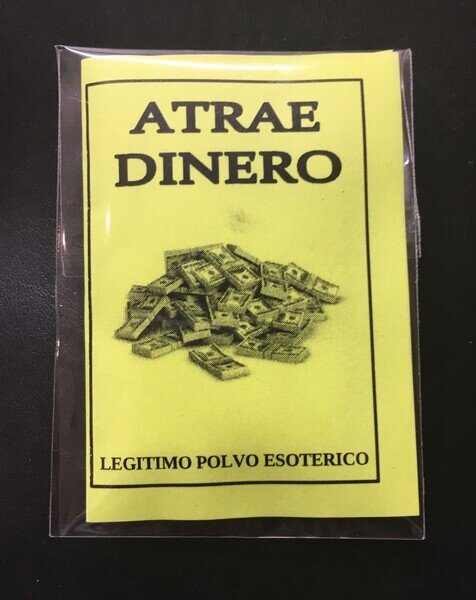 ATRAE
DINERO
LEGITIMO POLVO ESOTERICO